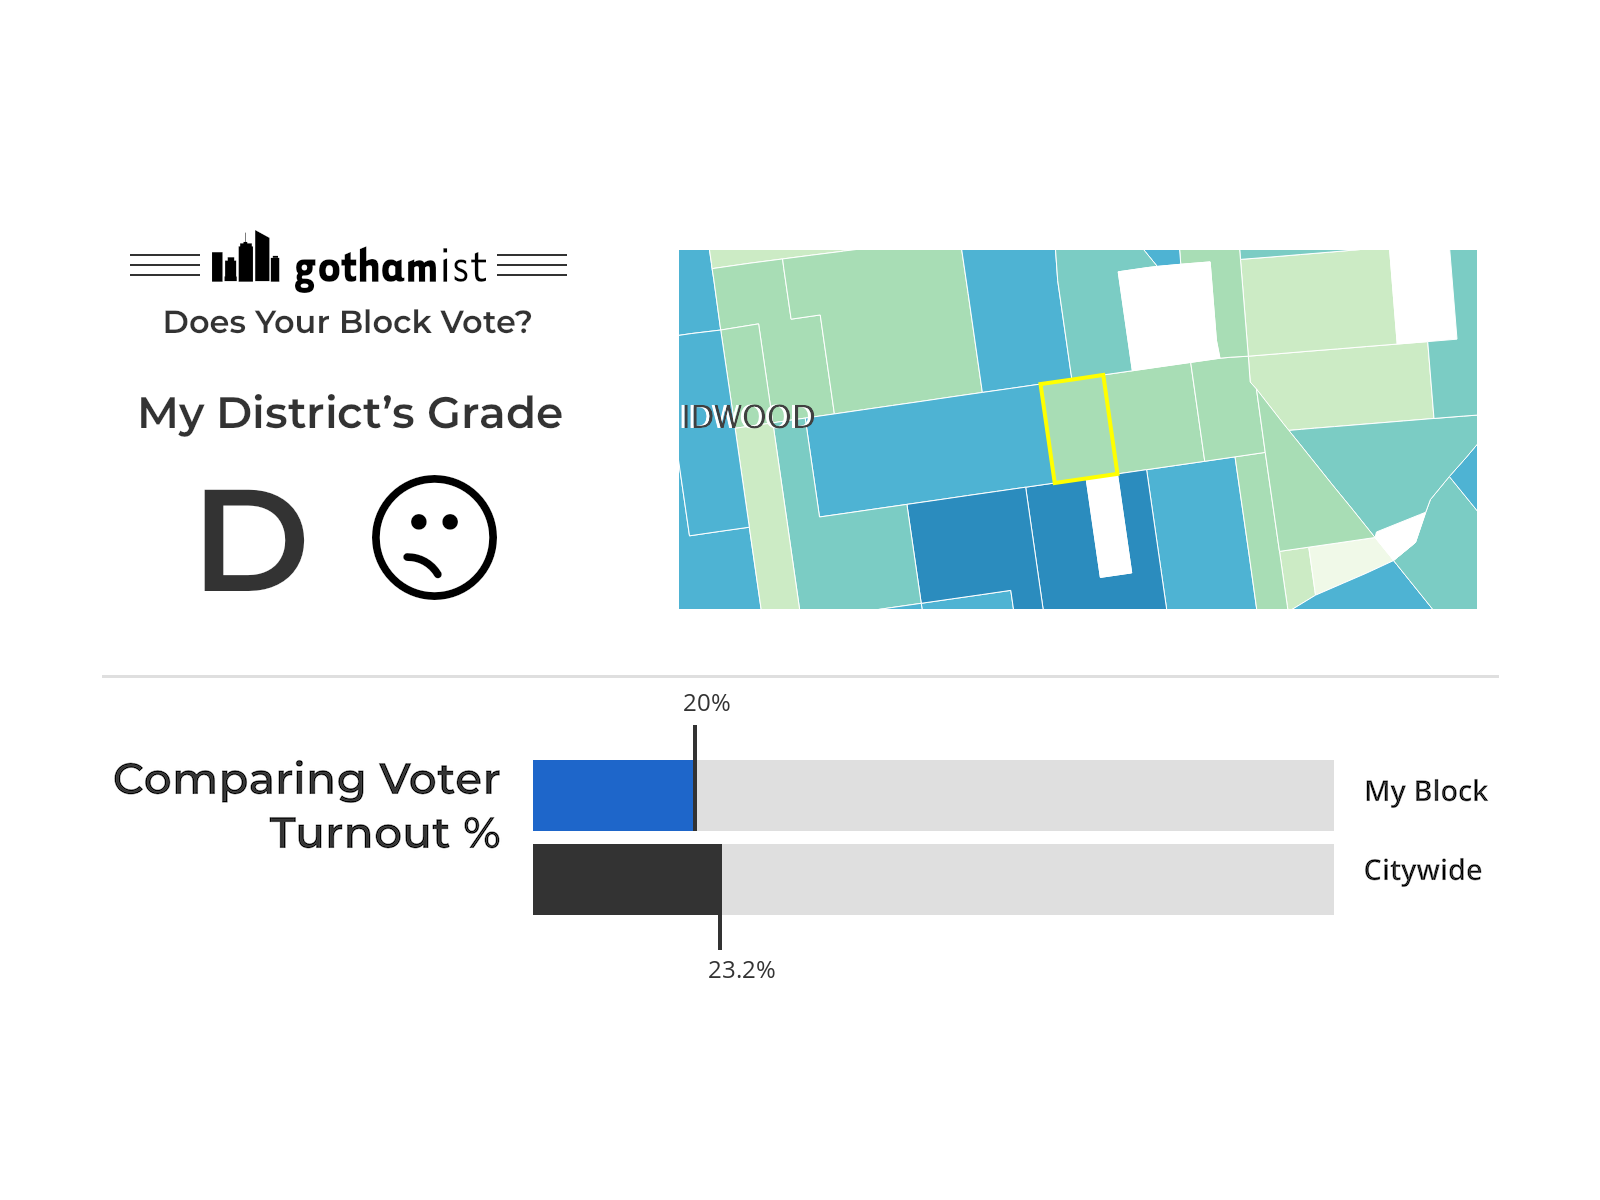 gothamist
Does Your Block Vote?
My District’s Grade
D
IDWOOD
20%
Comparing Voter
Turnout %
My Block
Citywide
23.2%